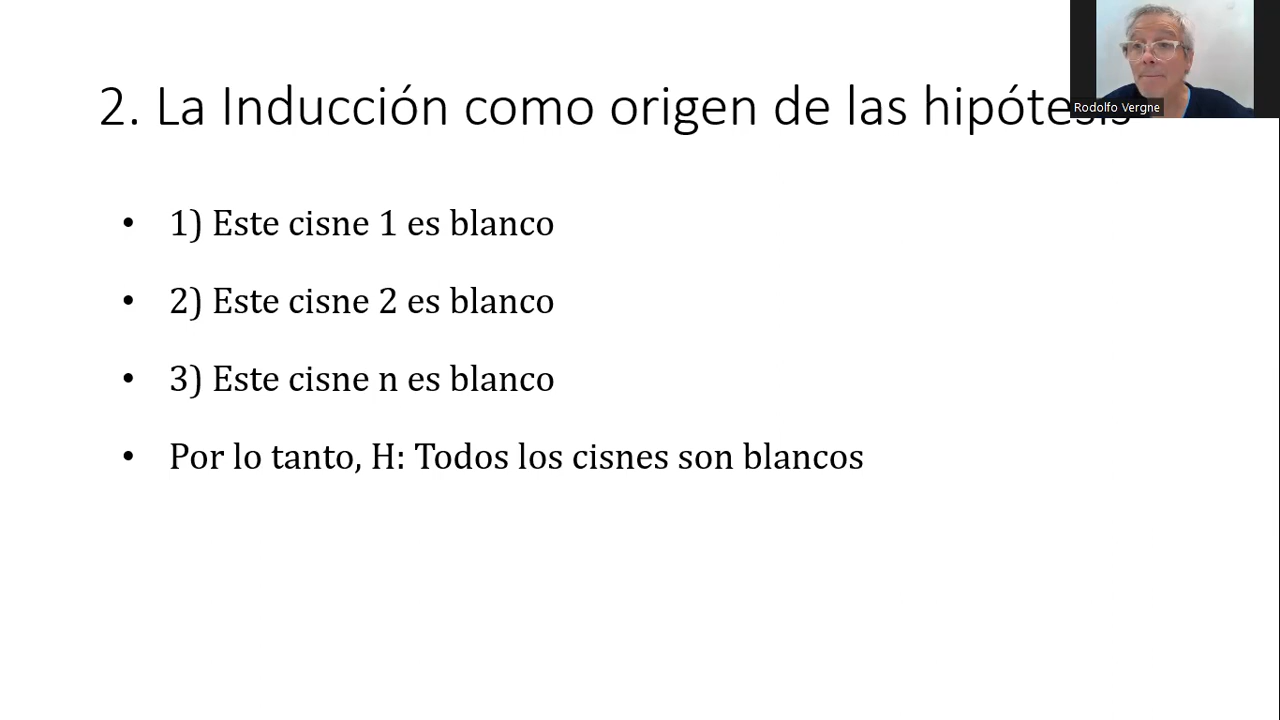 2. La Inducción como origen de las hipótesis
Rodolfo Vergne
• 1) Este cisne 1 es blanco
• 2) Este cisne 2 es blanco
• 3) Este cisne n es blanco
• Por lo tanto, H: Todos los cisnes son blancos